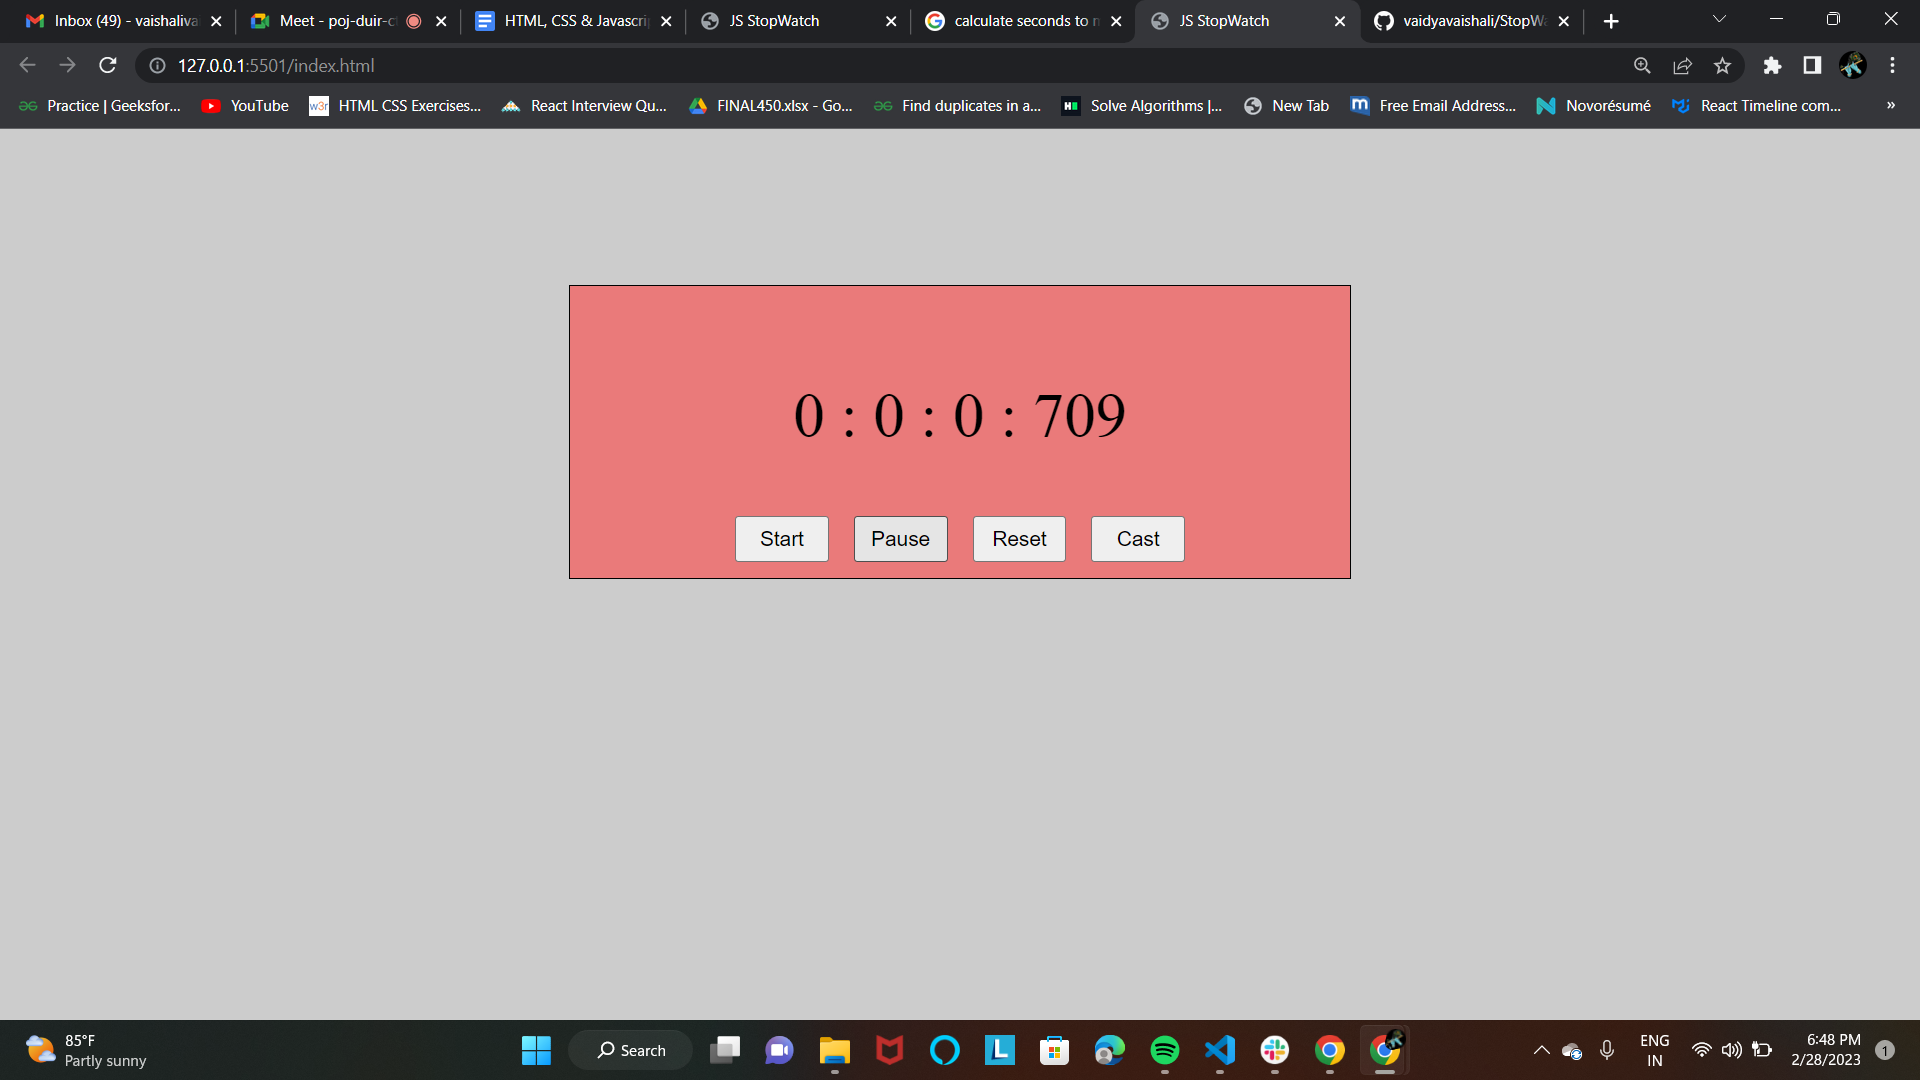 Inbox (49) - vaishaliva
Meet - poj-duir-c
HTML, CSS & Javascri
JS StopWatch
calculate seconds to m
JS StopWatch
vaidyavaishali/StopWa
127.0.0.1:5501/index.html
Practice | Geeksfor...
YouTube
w3r
HTML CSS Exercises...
React Interview Qu...
FINAL450.xlsx - Go...
Find duplicates in a...
Solve Algorithms |...
New Tab
Free Email Address...
Novorésumé
React Timeline com...
»
0 : 0 : 0 : 709
Start
Pause
Reset
Cast
85°F
Partly sunny
Search
ENG
IN
6:48 PM
2/28/2023
1